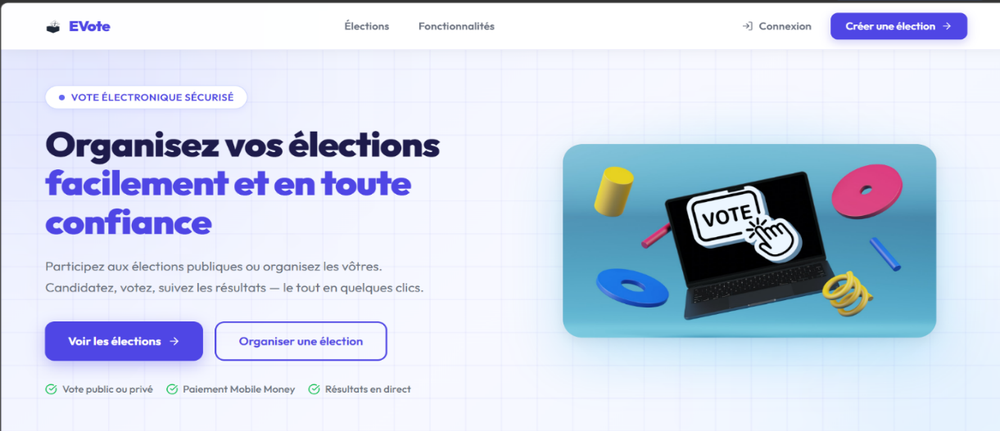 EVote
Élections
Fonctionnalités
Connexion
Créer une élection
VOTE ÉLECTRONIQUE SÉCURISÉ
Organisez vos élections
facilement et en toute
confiance
Participez aux élections publiques ou organisez les vôtres.
Candidatez, votez, suivez les résultats — le tout en quelques clics.
Voir les élections
Organiser une élection
Vote public ou privé
Paiement Mobile Money
Résultats en direct
VOTE